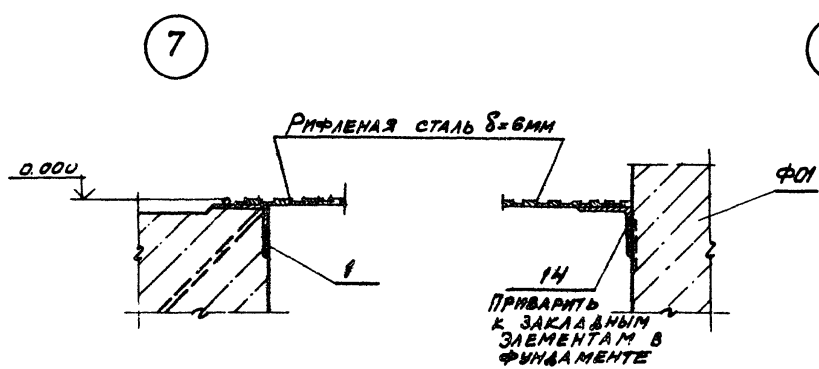 7
Рифленая сталь δ=6мм
0.000
Ф01
1
14
Приварить
к закладным
элементам в
фундаменте